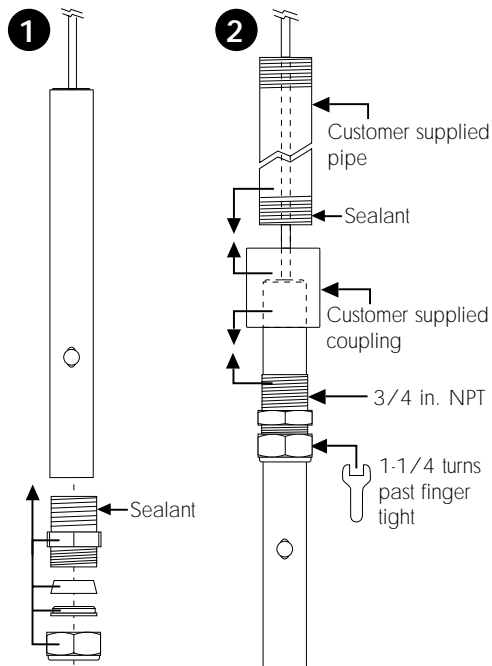 1
2
Customer supplied
pipe
Sealant
Customer supplied
coupling
3/4 in. NPT
1-1/4 turns
past finger
tight
Sealant